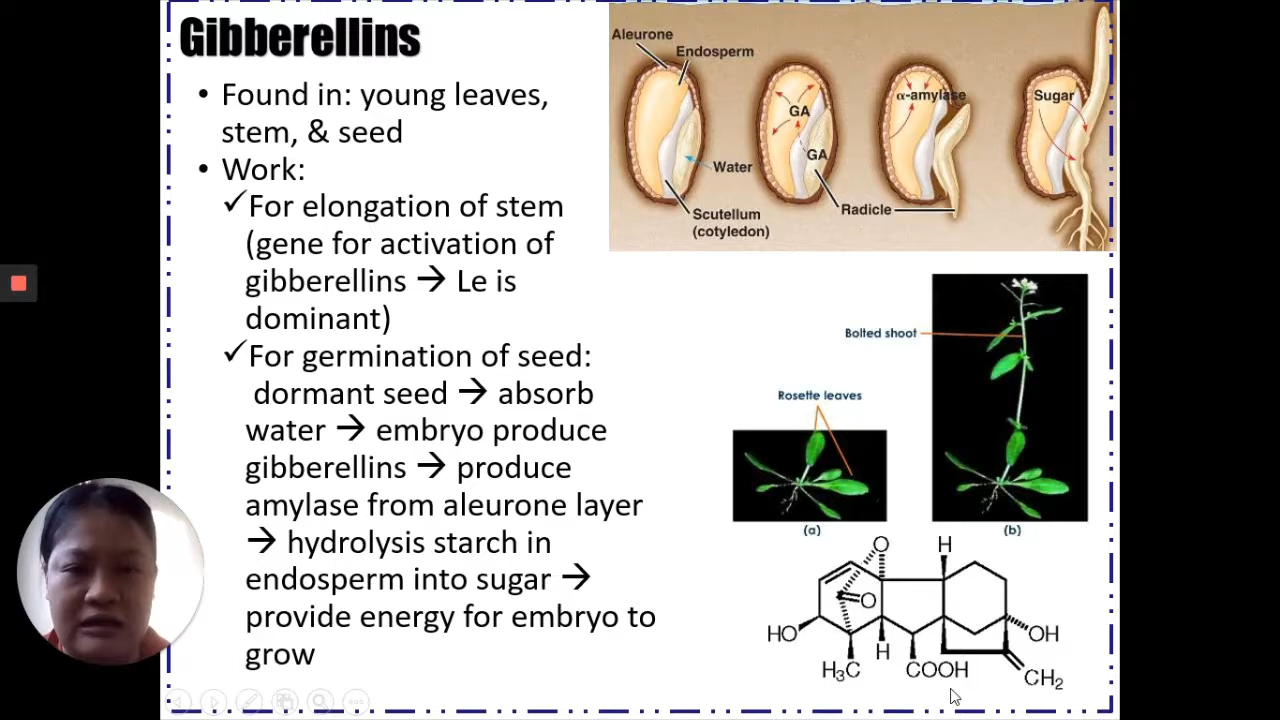 Gibberellins
• Found in: young leaves,
stem, & seed
• Work:
✓For elongation of stem
(gene for activation of
gibberellins → Le is
dominant)
✓For germination of seed:
dormant seed → absorb
water → embryo produce
gibberellins → produce
amylase from aleurone layer
→ hydrolysis starch in
endosperm into sugar →
provide energy for embryo to
grow
Aleurone
Endosperm
GA
α-amylase
Sugar
GA
Water
Radicle
Scutellum
(cotyledon)
Bolted shoot
Rosette leaves
(a)
(b)
O
H
O
HO
OH
H
H₃C
COOH
CH₂